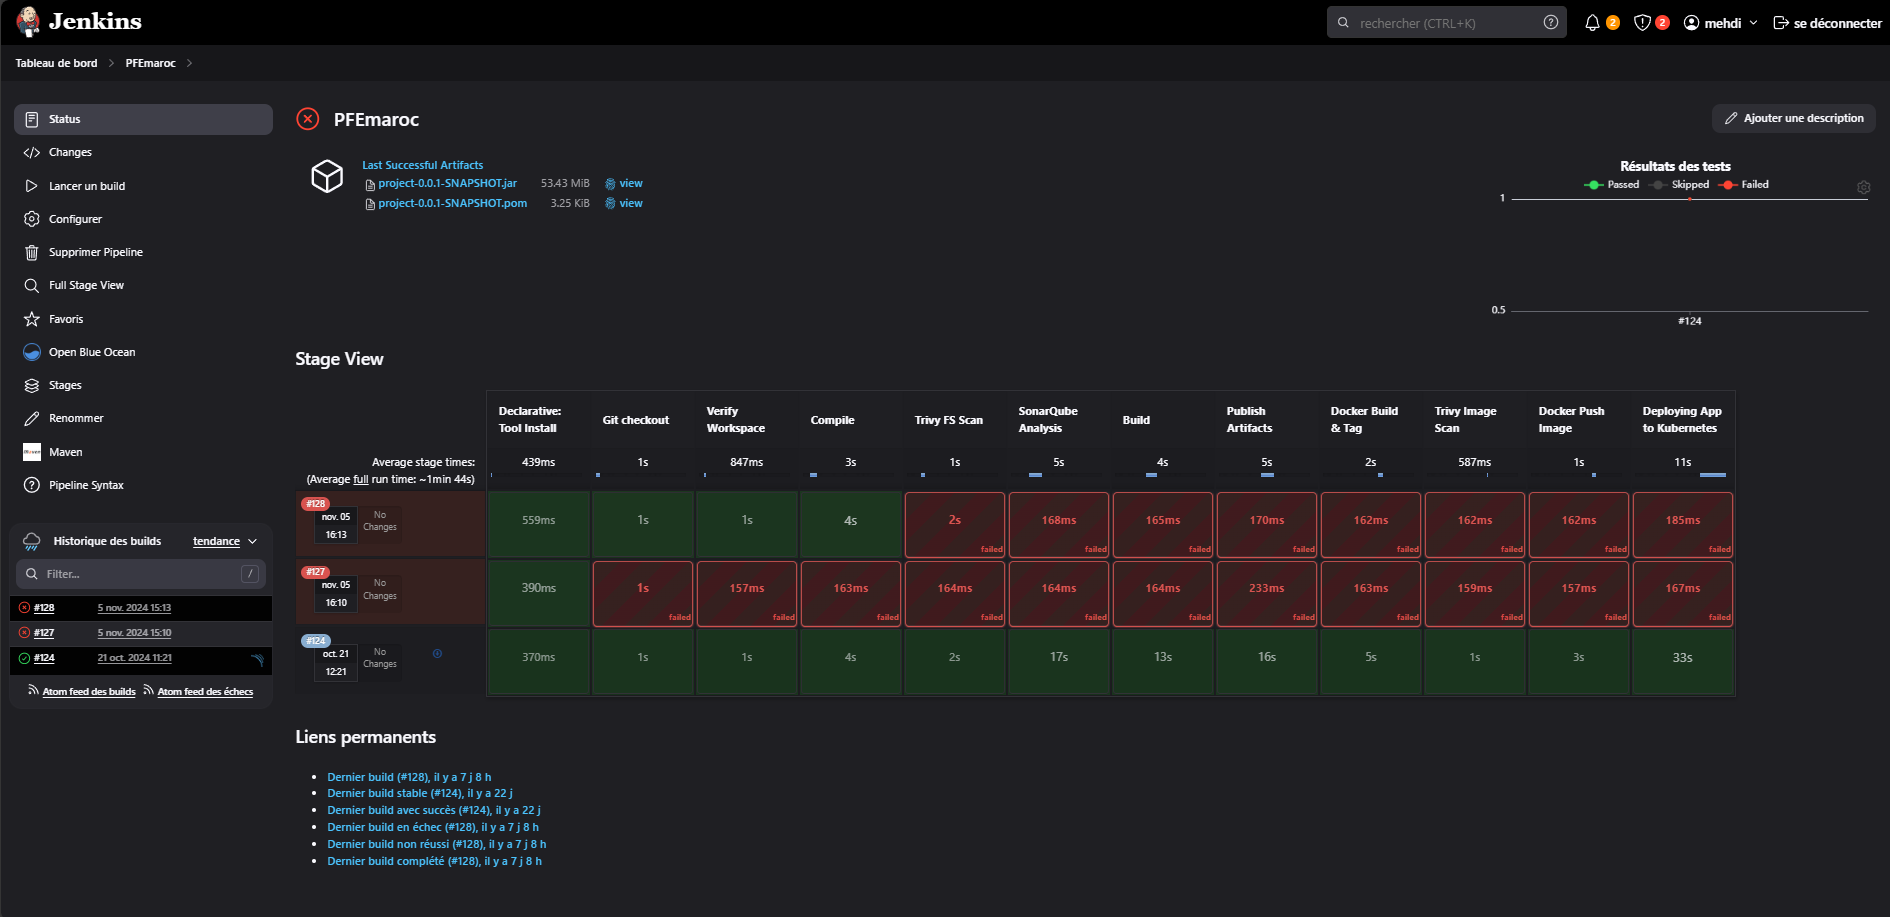 Jenkins
rechercher (CTRL+K)
2
2
mehdi
se déconnecter
Tableau de bord
PFEmaroc
Status
Changes
Lancer un build
Configurer
Supprimer Pipeline
Full Stage View
Favoris
Open Blue Ocean
Stages
Renommer
Maven
Pipeline Syntax
Historique des builds tendance
Filter... /
#128 5 nov. 2024 15:13
#127 5 nov. 2024 15:10
#124 21 oct. 2024 11:21
Atom feed des builds Atom feed des échecs
PFEmaroc
Ajouter une description
Last Successful Artifacts
project-0.0.1-SNAPSHOT.jar 53.43 MiB view
project-0.0.1-SNAPSHOT.pom 3.25 KiB view
Résultats des tests
Passed Skipped Failed
1
0.5
#124
Stage View
Declarative: Tool Install
Git checkout
Verify Workspace
Compile
Trivy FS Scan
SonarQube Analysis
Build
Publish Artifacts
Docker Build & Tag
Trivy Image Scan
Docker Push Image
Deploying App to Kubernetes
Average stage times:
(Average full run time: ~1min 44s)
439ms 1s 847ms 3s 1s 5s 4s 5s 2s 587ms 1s 11s
#128
nov. 05
16:13
No Changes
559ms 1s 1s 4s 2s 168ms 165ms 170ms 162ms 162ms 162ms 185ms
failed failed failed failed failed failed failed failed
#127
nov. 05
16:10
No Changes
390ms 1s 157ms 163ms 164ms 164ms 164ms 233ms 163ms 159ms 157ms 167ms
failed failed failed failed failed failed failed failed failed failed failed
#124
oct. 21
12:21
No Changes
370ms 1s 1s 4s 2s 17s 13s 16s 5s 1s 3s 33s
Liens permanents
Dernier build (#128), il y a 7 j 8 h
Dernier build stable (#124), il y a 22 j
Dernier build avec succès (#124), il y a 22 j
Dernier build en échec (#128), il y a 7 j 8 h
Dernier build non réussi (#128), il y a 7 j 8 h
Dernier build complété (#128), il y a 7 j 8 h